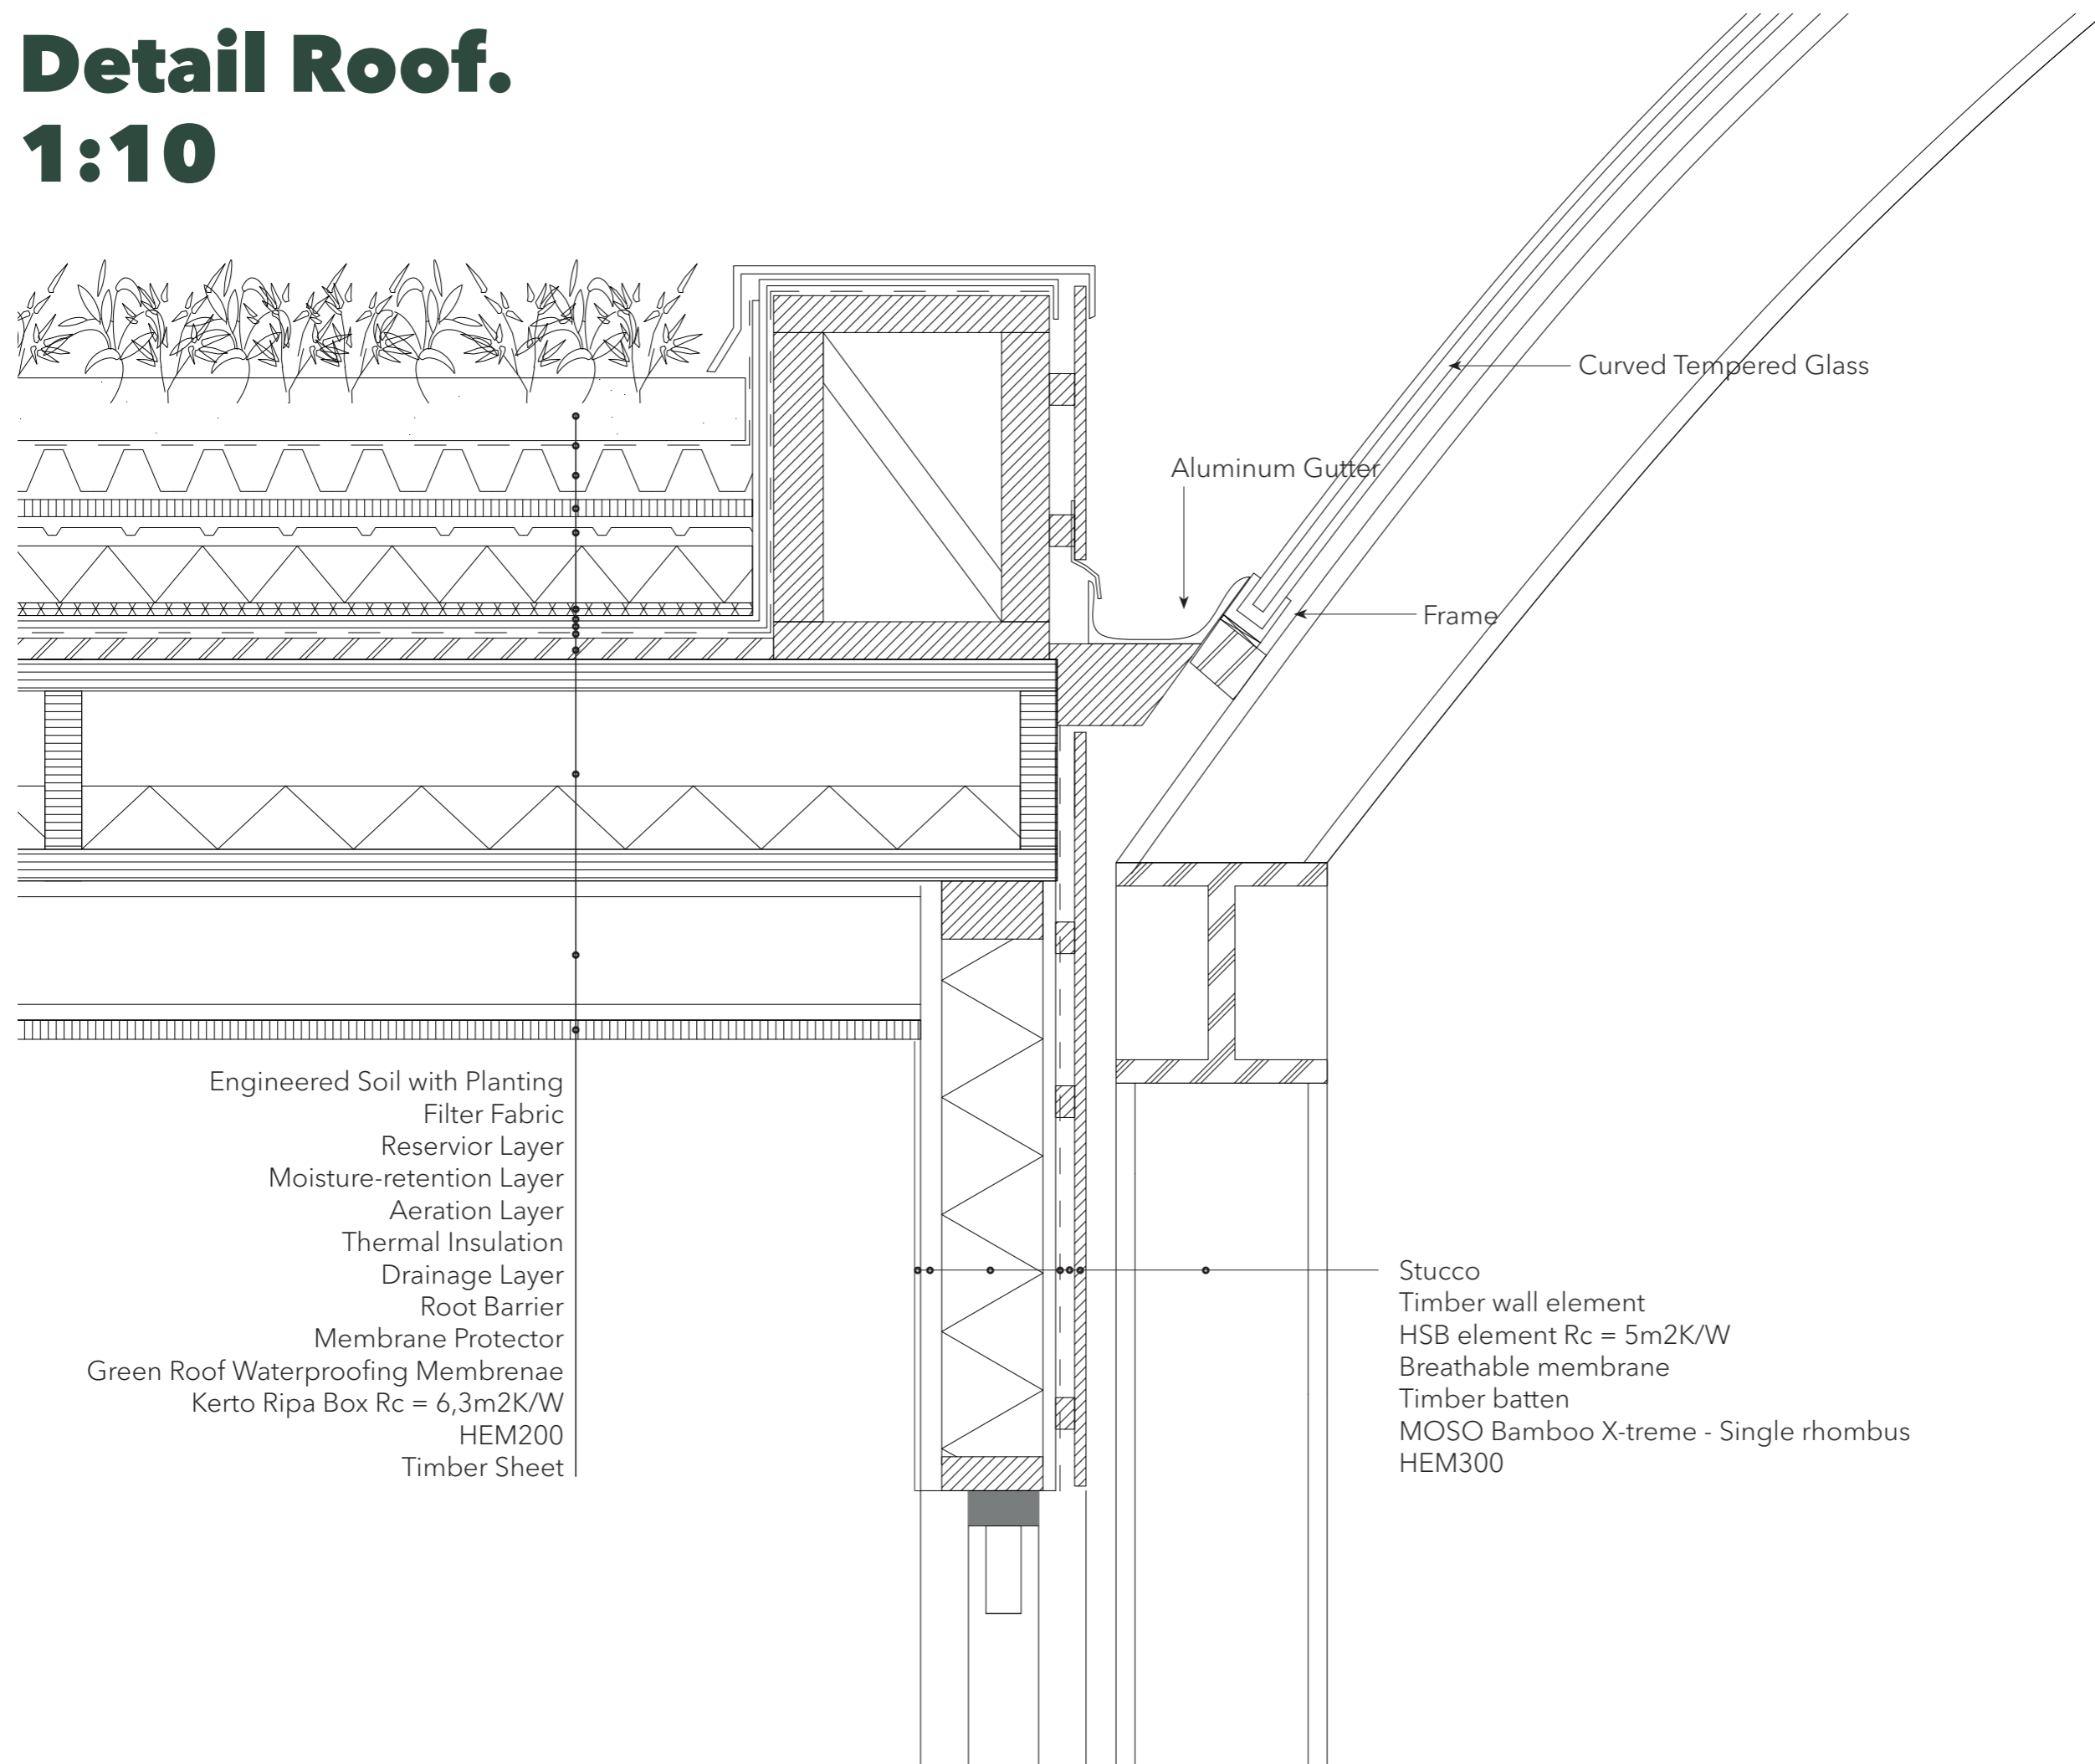 Detail Roof.
1:10
Curved Tempered Glass
Aluminum Gutter
Frame
Engineered Soil with Planting
Filter Fabric
Reservior Layer
Moisture-retention Layer
Aeration Layer
Thermal Insulation
Drainage Layer
Root Barrier
Membrane Protector
Green Roof Waterproofing Membrenae
Kerto Ripa Box Rc = 6,3m2K/W
HEM200
Timber Sheet
Stucco
Timber wall element
HSB element Rc = 5m2K/W
Breathable membrane
Timber batten
MOSO Bamboo X-treme - Single rhombus
HEM300